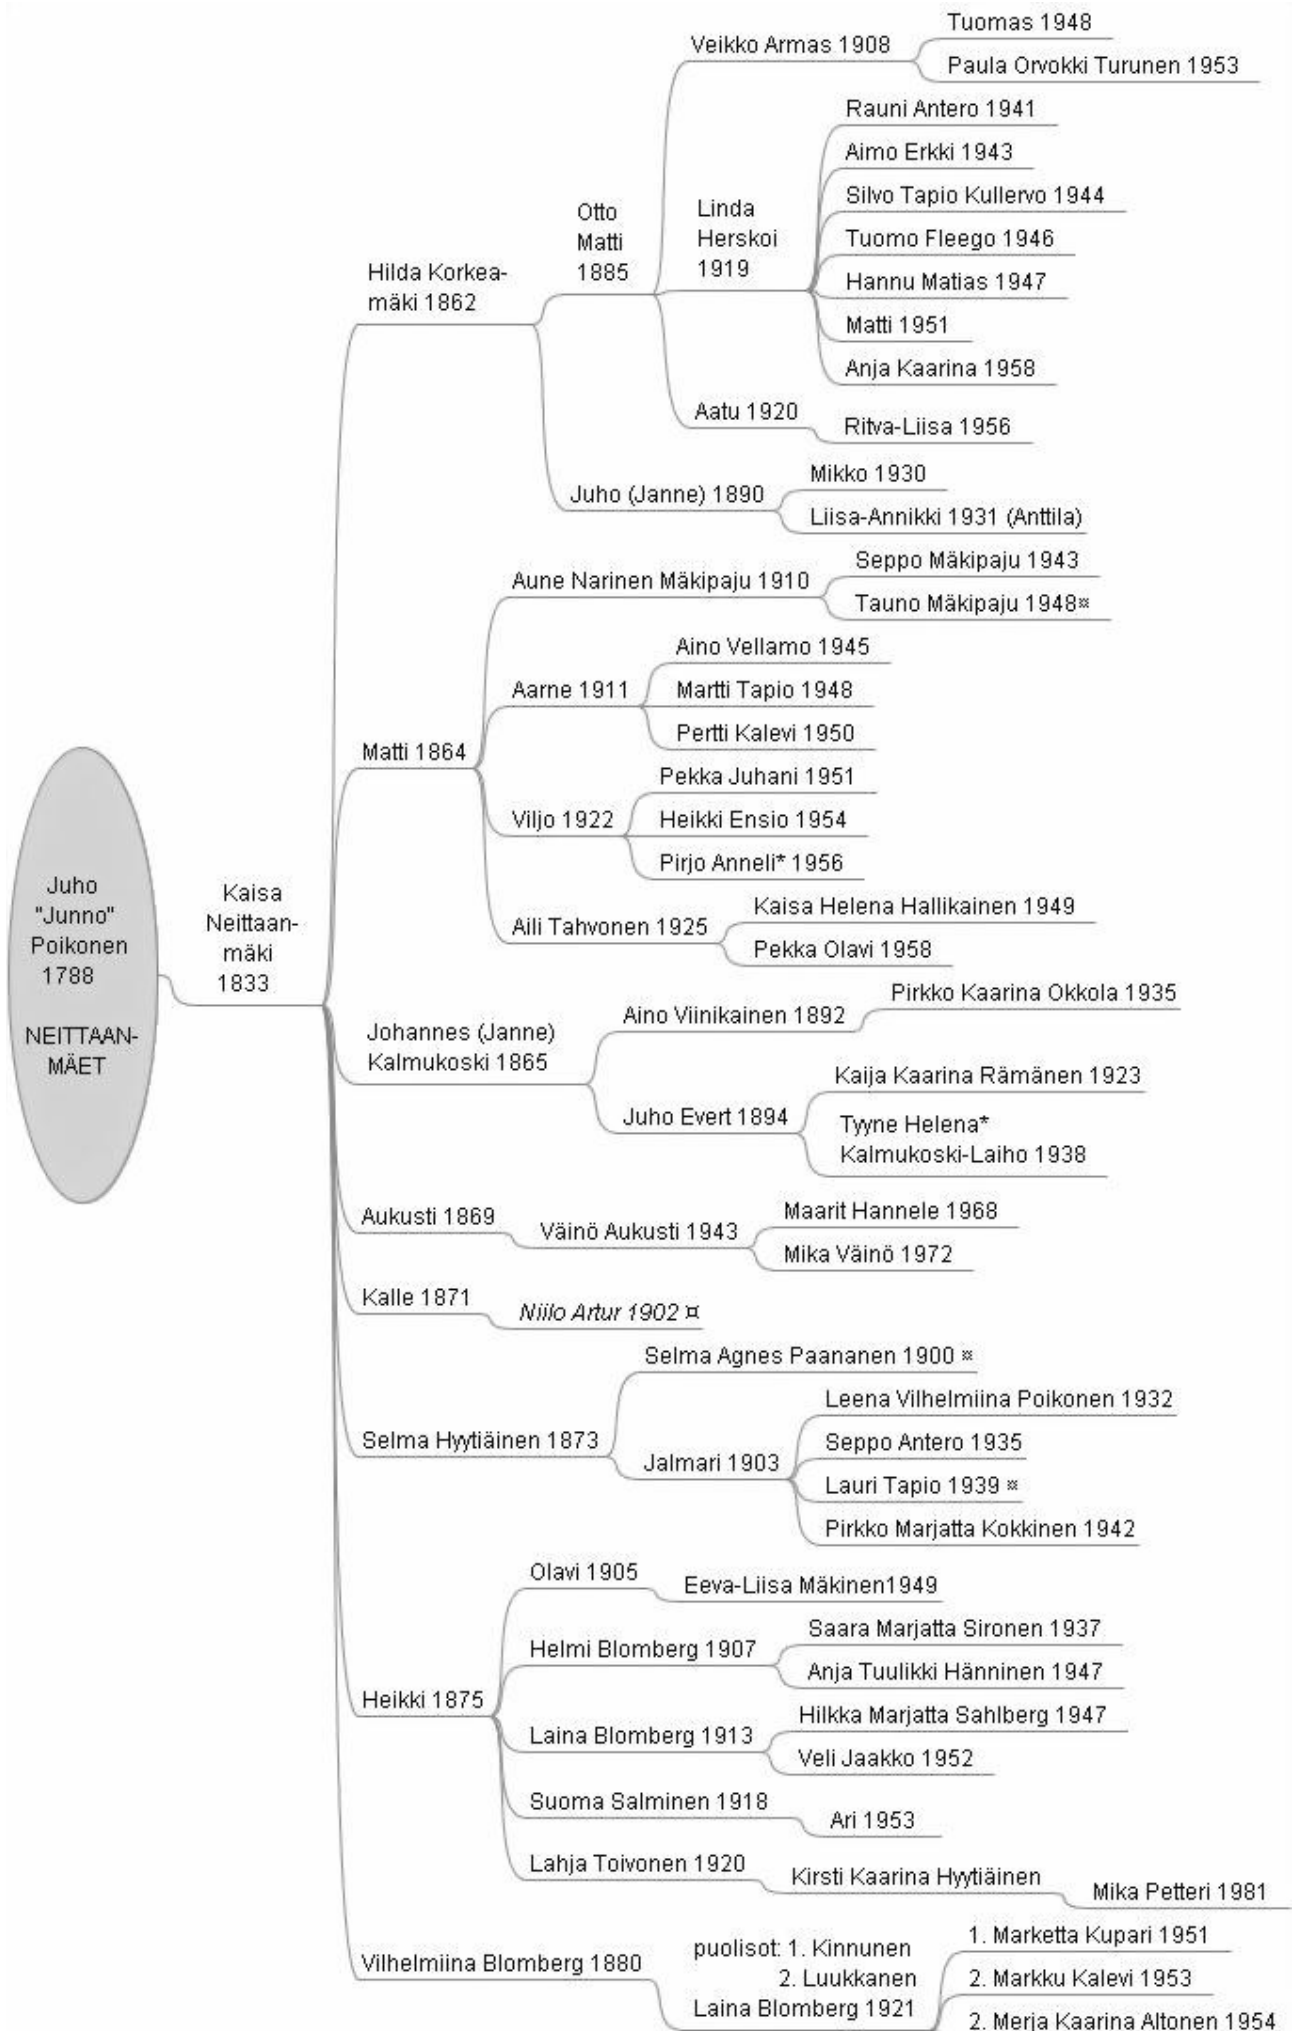 Juho
"Junno"
Poikonen
1788
NEITTAAN-
MÄET
Kaisa
Neittaan-
mäki
1833
Hilda Korkea-
mäki 1862
Otto
Matti
1885
Veikko Armas 1908
Tuomas 1948
Paula Orvokki Turunen 1953
Linda
Herskoi
1919
Rauni Antero 1941
Aimo Erkki 1943
Silvo Tapio Kullervo 1944
Tuomo Fleego 1946
Hannu Matias 1947
Matti 1951
Anja Kaarina 1958
Aatu 1920
Ritva-Liisa 1956
Juho (Janne) 1890
Mikko 1930
Liisa-Annikki 1931 (Anttila)
Matti 1864
Aune Narinen Mäkipaju 1910
Seppo Mäkipaju 1943
Tauno Mäkipaju 1948¤
Aarne 1911
Aino Vellamo 1945
Martti Tapio 1948
Pertti Kalevi 1950
Viljo 1922
Pekka Juhani 1951
Heikki Ensio 1954
Pirjo Anneli* 1956
Aili Tahvonen 1925
Kaisa Helena Hallikainen 1949
Pekka Olavi 1958
Johannes (Janne)
Kalmukoski 1865
Aino Viinikainen 1892
Pirkko Kaarina Okkola 1935
Juho Evert 1894
Kaija Kaarina Rämänen 1923
Tyyne Helena*
Kalmukoski-Laiho 1938
Aukusti 1869
Väinö Aukusti 1943
Maarit Hannele 1968
Mika Väinö 1972
Kalle 1871
Niilo Artur 1902 ¤
Selma Hyytiäinen 1873
Selma Agnes Paananen 1900 ¤
Jalmari 1903
Leena Vilhelmiina Poikonen 1932
Seppo Antero 1935
Lauri Tapio 1939 ¤
Pirkko Marjatta Kokkinen 1942
Heikki 1875
Olavi 1905
Eeva-Liisa Mäkinen1949
Helmi Blomberg 1907
Saara Marjatta Sironen 1937
Anja Tuulikki Hänninen 1947
Laina Blomberg 1913
Hilkka Marjatta Sahlberg 1947
Veli Jaakko 1952
Suoma Salminen 1918
Ari 1953
Lahja Toivonen 1920
Kirsti Kaarina Hyytiäinen
Mika Petteri 1981
Vilhelmiina Blomberg 1880
puolisot: 1. Kinnunen
2. Luukkanen
Laina Blomberg 1921
1. Marketta Kupari 1951
2. Markku Kalevi 1953
2. Merja Kaarina Altonen 1954